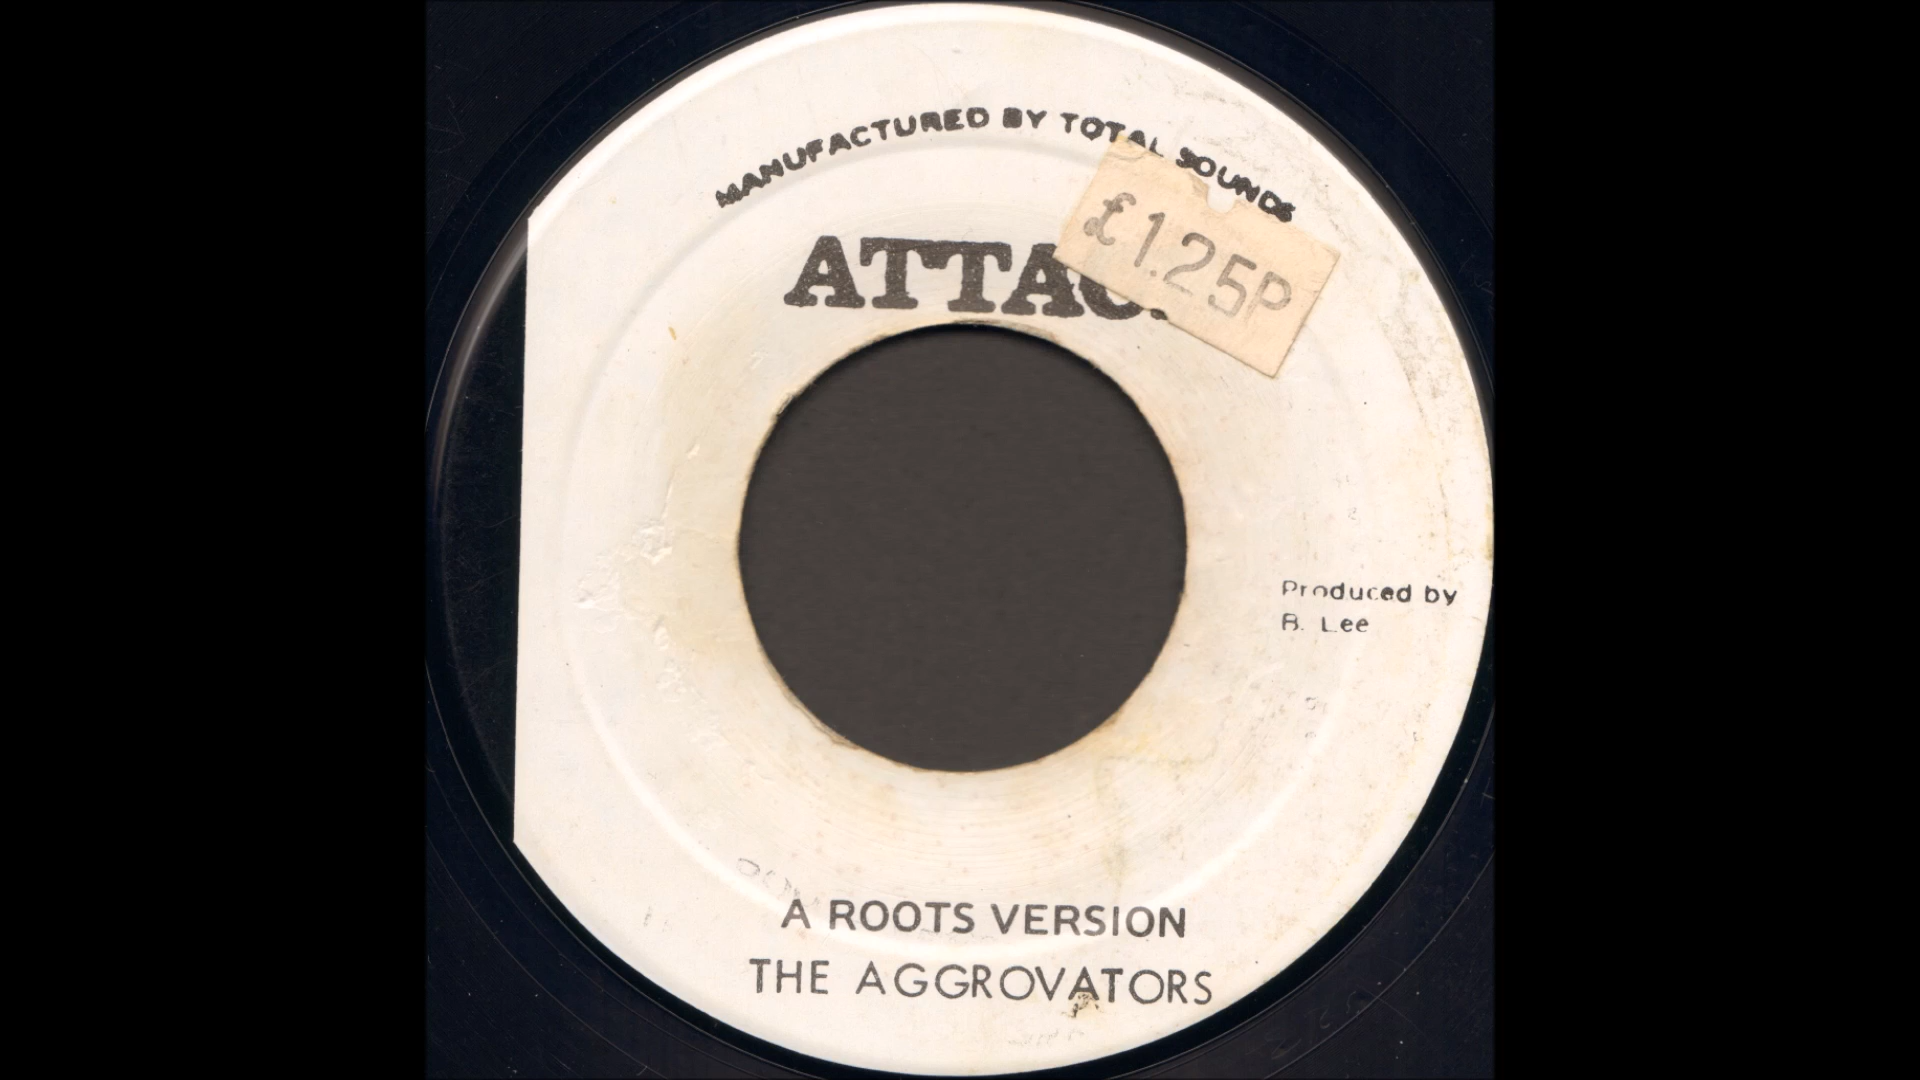 MANUFACTURED BY TOTAL SOUNDS
ATTAC
£1.25P
Produced by
B. Lee
A ROOTS VERSION
THE AGGROVATORS